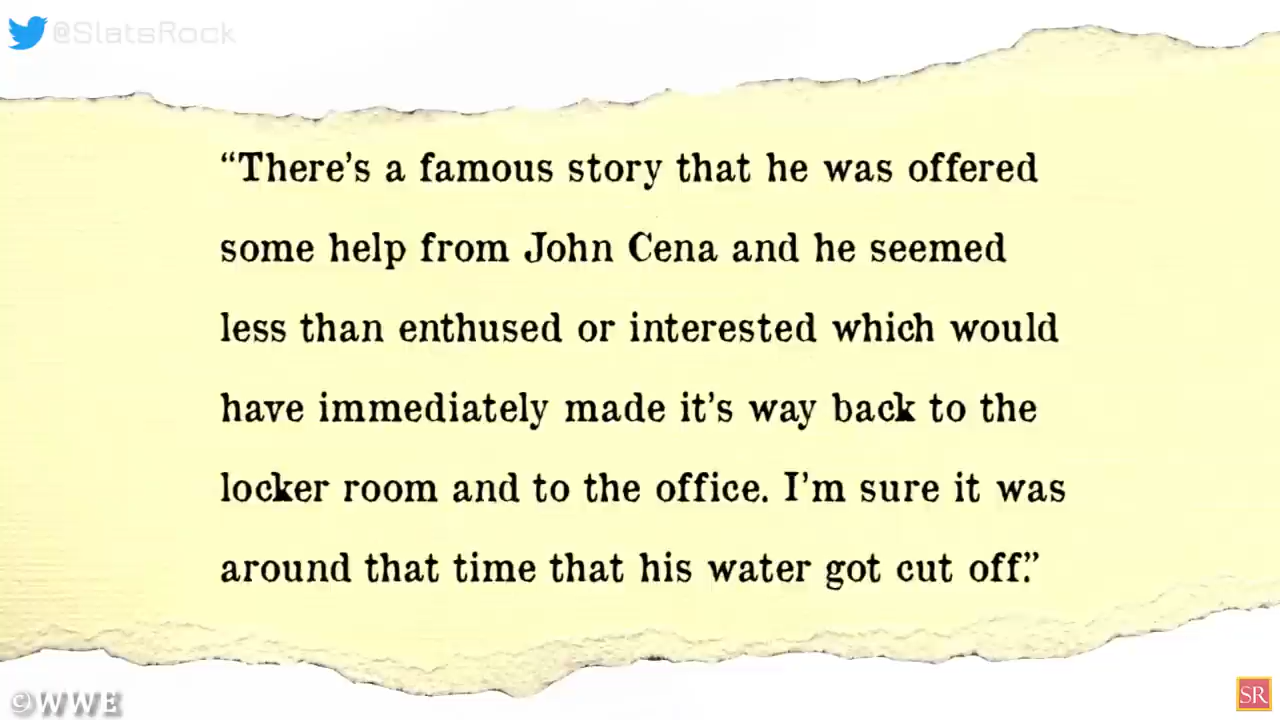 @SlatsRock
“There’s a famous story that he was offered
some help from John Cena and he seemed
less than enthused or interested which would
have immediately made it’s way back to the
locker room and to the office. I’m sure it was
around that time that his water got cut off.”
©WWE
SR